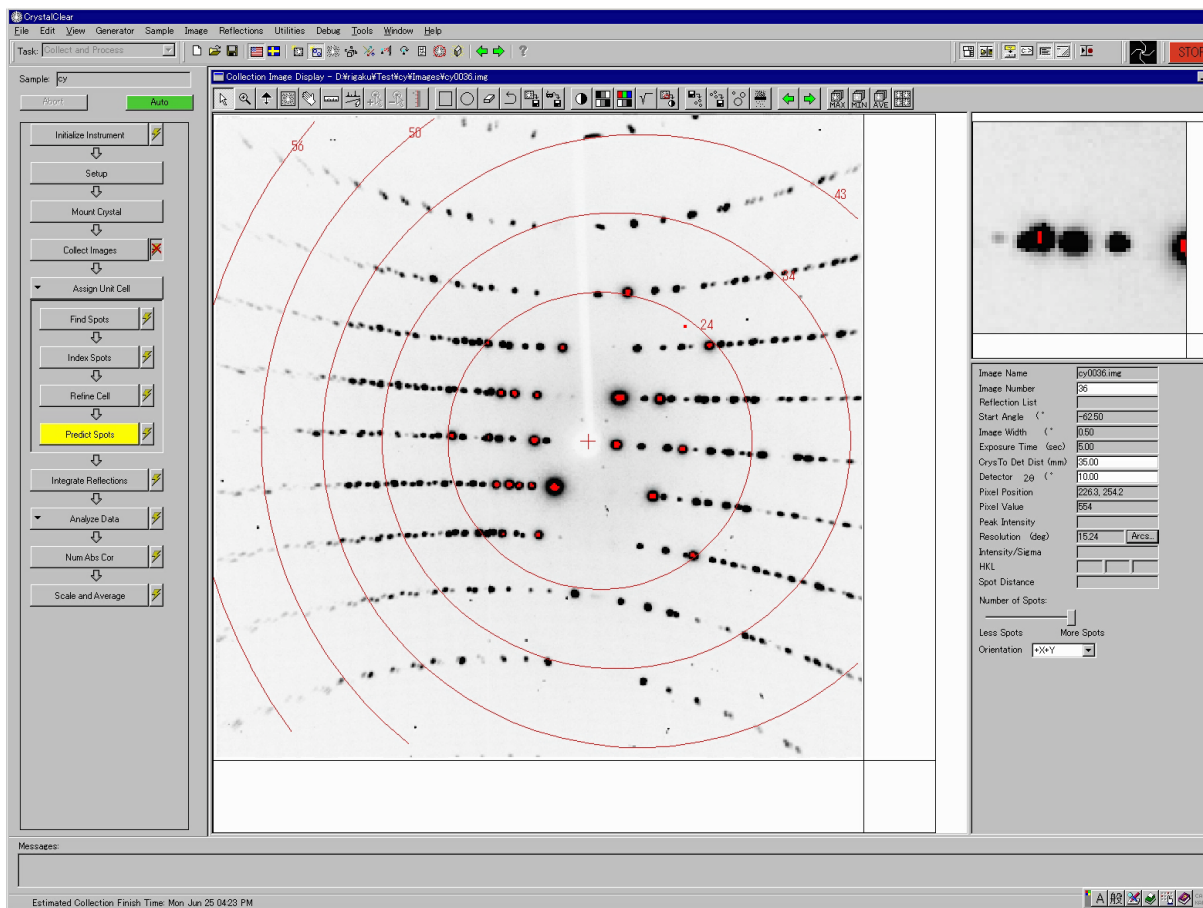 CrystalClear
File Edit View Generator Sample Image Reflections Utilities Debug Tools Window Help
Task: Collect and Process
STOP
Sample: cy
Abort Auto
Initialize Instrument
Setup
Mount Crystal
Collect Images
Assign Unit Cell
Find Spots
Index Spots
Refine Cell
Predict Spots
Integrate Reflections
Analyze Data
Num Abs Cor
Scale and Average
Collection Image Display - D:¥rigaku¥Test¥cy¥Images¥cy0036.img
MAX MIN AVE
56
50
43
34
24
Image Name cy0036.img
Image Number 36
Reflection List
Start Angle (° -62.50
Image Width (° 0.50
Exposure Time (sec) 5.00
CrysTo Det Dist (mm) 35.00
Detector 2θ (° 10.00
Pixel Position 226.3, 254.2
Pixel Value 554
Peak Intensity
Resolution (deg) 15.24 Arcs...
Intensity/Sigma
HKL
Spot Distance
Number of Spots:
Less Spots More Spots
Orientation +X+Y
Messages:
Estimated Collection Finish Time: Mon Jun 25 04:23 PM
A 般